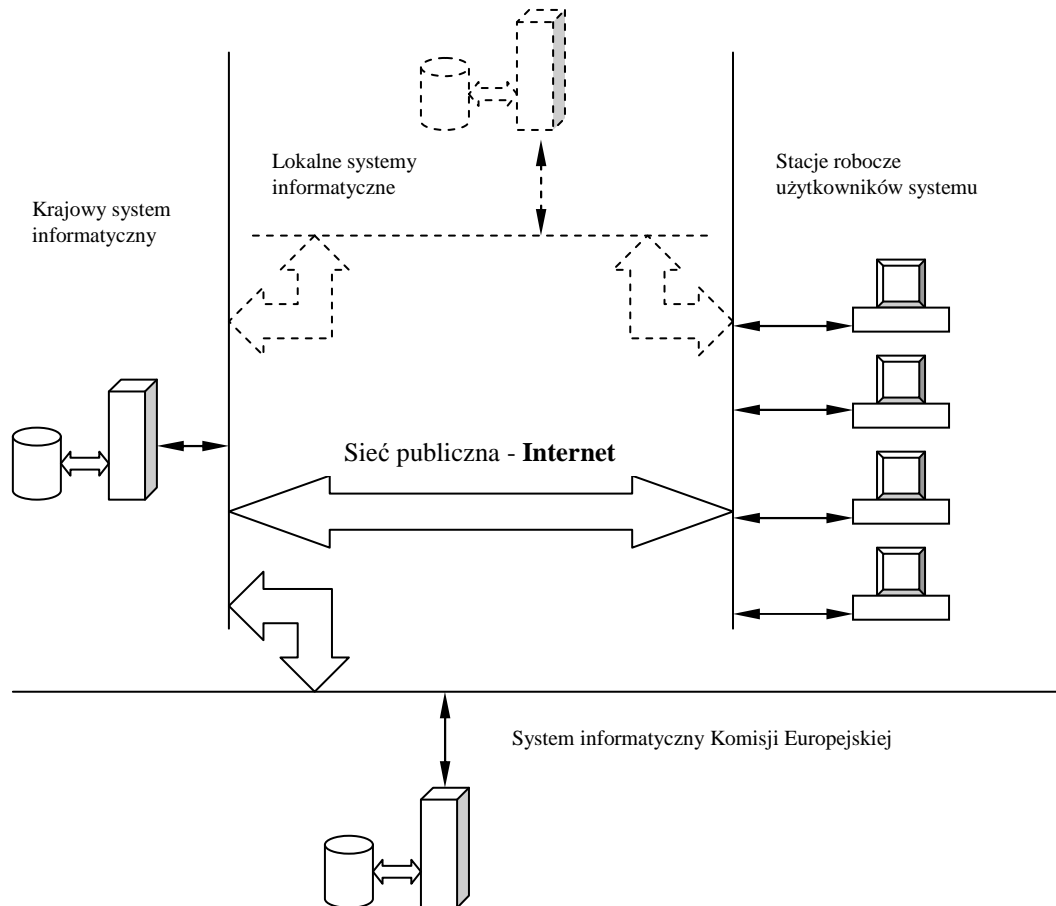 Lokalne systemy
informatyczne
Stacje robocze
użytkowników systemu
Krajowy system
informatyczny
Sieć publiczna - Internet
System informatyczny Komisji Europejskiej